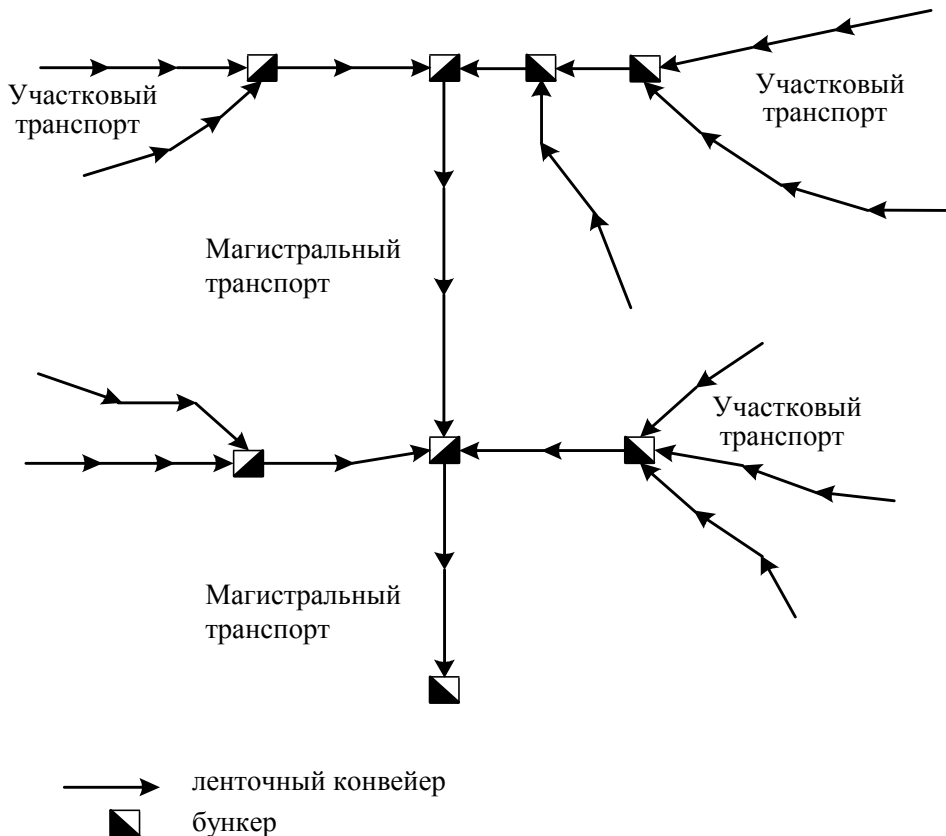 Участковый
транспорт
Участковый
транспорт
Магистральный
транспорт
Участковый
транспорт
Магистральный
транспорт
ленточный конвейер
бункер